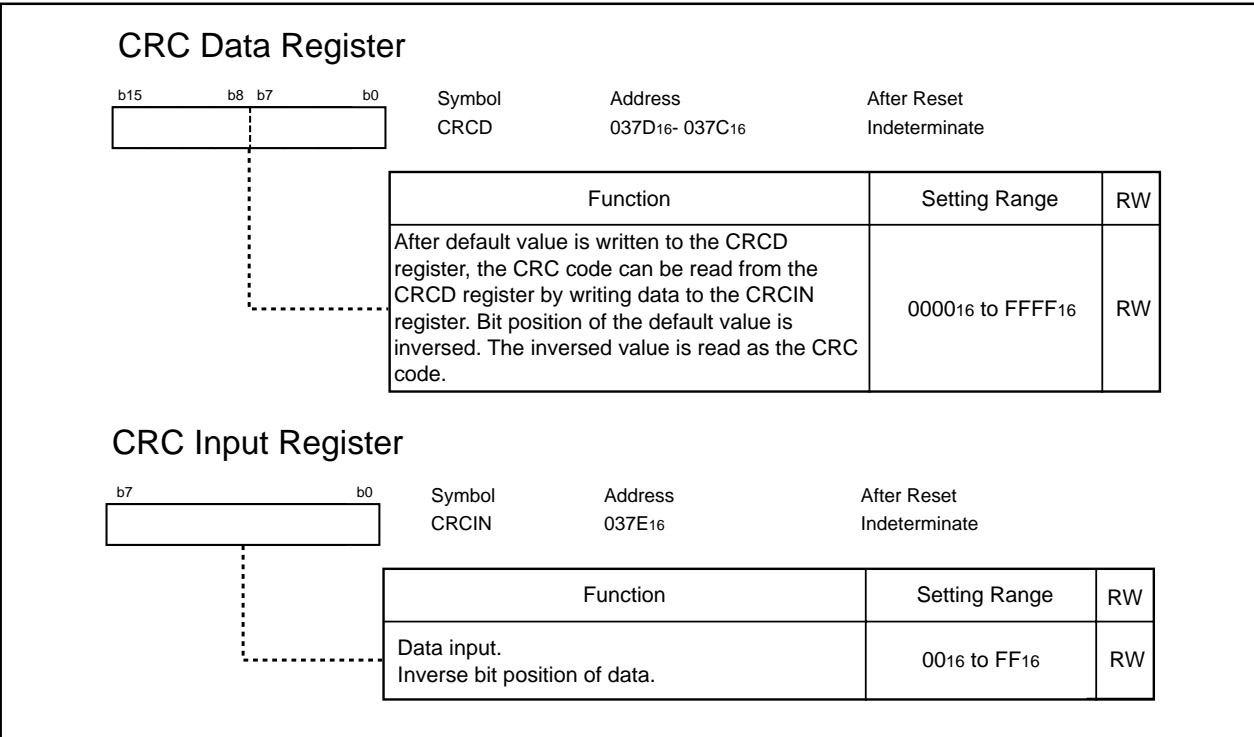 CRC Data Register
b15 b8 b7 b0 Symbol Address After Reset
CRCD 037D16- 037C16 Indeterminate
Function Setting Range RW
After default value is written to the CRCD
register, the CRC code can be read from the
CRCD register by writing data to the CRCIN
register. Bit position of the default value is
inversed. The inversed value is read as the CRC
code.
000016 to FFFF16 RW
CRC Input Register
b7 b0 Symbol Address After Reset
CRCIN 037E16 Indeterminate
Function Setting Range RW
Data input.
Inverse bit position of data.
0016 to FF16 RW